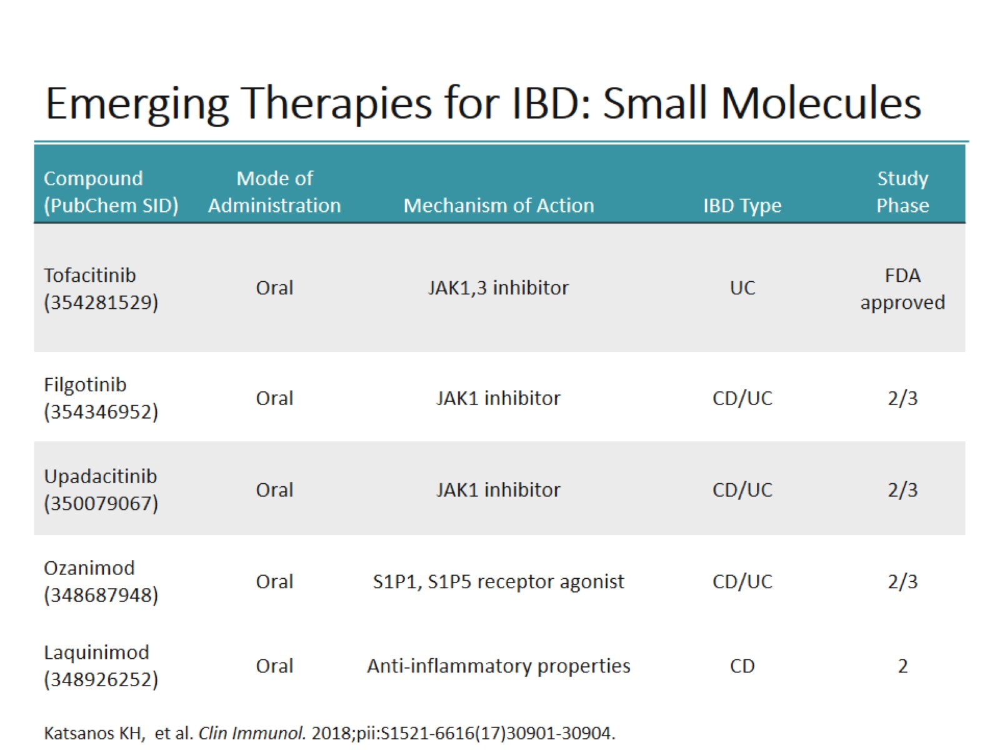 Emerging Therapies for IBD: Small Molecules
Compound (PubChem SID) Mode of Administration Mechanism of Action IBD Type Study Phase
Tofacitinib (354281529) Oral JAK1,3 inhibitor UC FDA approved
Filgotinib (354346952) Oral JAK1 inhibitor CD/UC 2/3
Upadacitinib (350079067) Oral JAK1 inhibitor CD/UC 2/3
Ozanimod (348687948) Oral S1P1, S1P5 receptor agonist CD/UC 2/3
Laquinimod (348926252) Oral Anti-inflammatory properties CD 2
Katsanos KH, et al. Clin Immunol. 2018;pii:S1521-6616(17)30901-30904.